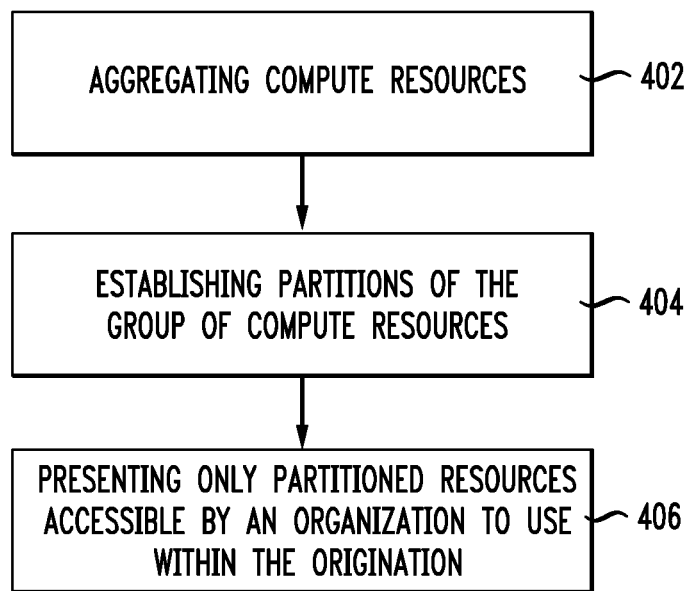 AGGREGATING COMPUTE RESOURCES
402
ESTABLISHING PARTITIONS OF THE
GROUP OF COMPUTE RESOURCES
404
PRESENTING ONLY PARTITIONED RESOURCES
ACCESSIBLE BY AN ORGANIZATION TO USE
WITHIN THE ORIGINATION
406